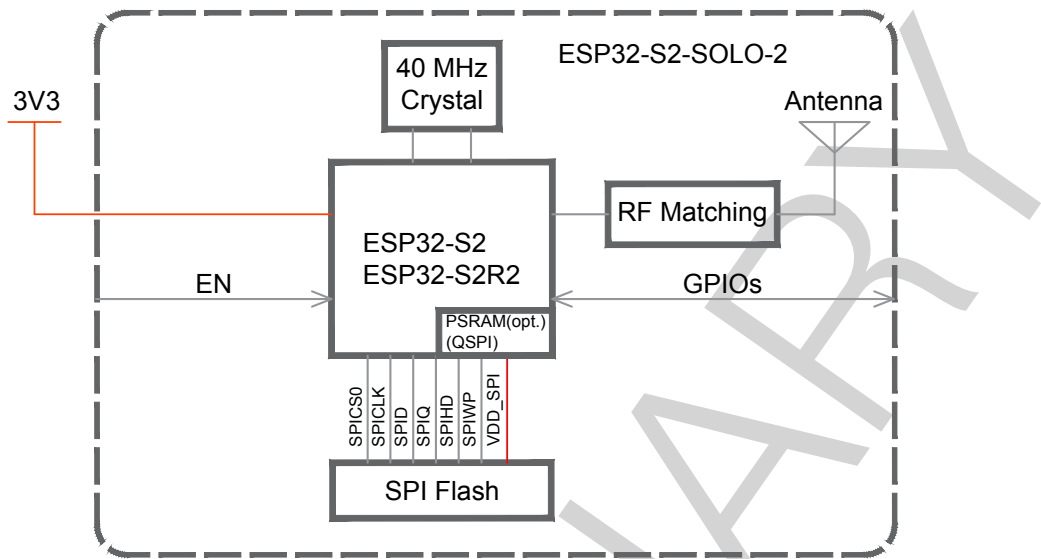 ESP32-S2-SOLO-2
40 MHz
Crystal
3V3
Antenna
RF Matching
ESP32-S2
ESP32-S2R2
EN
GPIOs
PSRAM(opt.)
(QSPI)
SPICS0
SPICLK
SPID
SPIQ
SPIHD
SPIWP
VDD_SPI
SPI Flash
ARY